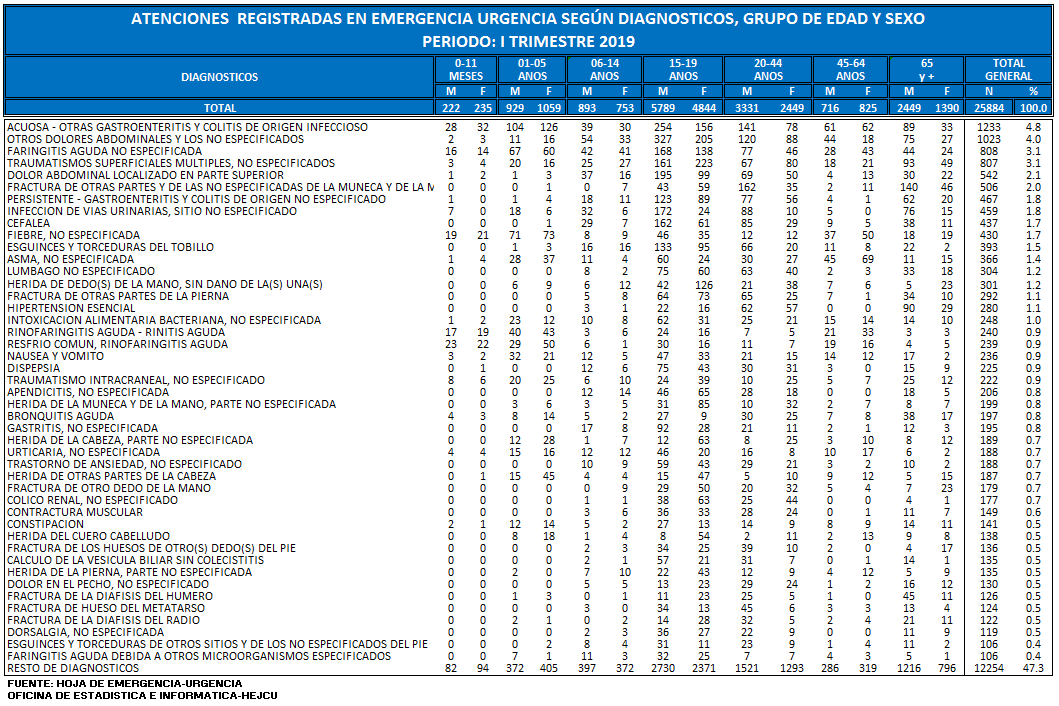 ATENCIONES REGISTRADAS EN EMERGENCIA URGENCIA SEGÚN DIAGNOSTICOS, GRUPO DE EDAD Y SEXO
PERIODO: I TRIMESTRE 2019
DIAGNOSTICOS 0-11 MESES 01-05 ANOS 06-14 ANOS 15-19 ANOS 20-44 ANOS 45-64 ANOS 65 y + TOTAL GENERAL
M F M F M F M F M F M F M F N %
TOTAL 222 235 929 1059 893 753 5789 4844 3331 2449 716 825 2449 1390 25884 100.0
ACUOSA - OTRAS GASTROENTERITIS Y COLITIS DE ORIGEN INFECCIOSO 28 32 104 126 39 30 254 156 141 78 61 62 89 33 1233 4.8
OTROS DOLORES ABDOMINALES Y LOS NO ESPECIFICADOS 2 3 11 16 54 33 327 205 120 88 44 18 75 27 1023 4.0
FARINGITIS AGUDA NO ESPECIFICADA 16 14 67 60 42 41 168 138 77 46 28 43 44 24 808 3.1
TRAUMATISMOS SUPERFICIALES MULTIPLES, NO ESPECIFICADOS 3 4 20 16 25 27 161 223 67 80 18 21 93 49 807 3.1
DOLOR ABDOMINAL LOCALIZADO EN PARTE SUPERIOR 1 2 1 3 37 16 195 99 69 50 4 13 30 22 542 2.1
FRACTURA DE OTRAS PARTES Y DE LAS NO ESPECIFICADAS DE LA MUNECA Y DE LA M 0 0 0 1 0 7 43 59 162 35 2 11 140 46 506 2.0
PERSISTENTE - GASTROENTERITIS Y COLITIS DE ORIGEN NO ESPECIFICADO 1 0 1 4 18 11 123 89 77 56 4 1 62 20 467 1.8
INFECCION DE VIAS URINARIAS, SITIO NO ESPECIFICADO 7 0 18 6 32 6 172 24 88 10 5 0 76 15 459 1.8
CEFALEA 0 0 0 1 29 7 162 61 85 29 9 5 38 11 437 1.7
FIEBRE, NO ESPECIFICADA 19 21 71 73 8 9 46 35 12 12 37 50 18 19 430 1.7
ESGUINCES Y TORCEDURAS DEL TOBILLO 0 0 1 3 16 16 133 95 66 20 11 8 22 2 393 1.5
ASMA, NO ESPECIFICADA 1 4 28 37 11 4 60 24 30 27 45 69 11 15 366 1.4
LUMBAGO NO ESPECIFICADO 0 0 0 0 8 2 75 60 63 40 2 3 33 18 304 1.2
HERIDA DE DEDO(S) DE LA MANO, SIN DANO DE LA(S) UNA(S) 0 0 6 9 6 12 42 126 21 38 7 6 5 23 301 1.2
FRACTURA DE OTRAS PARTES DE LA PIERNA 0 0 0 0 5 8 64 73 65 25 7 1 34 10 292 1.1
HIPERTENSION ESENCIAL 0 0 0 0 3 1 22 16 62 57 0 0 90 29 280 1.1
INTOXICACION ALIMENTARIA BACTERIANA, NO ESPECIFICADA 1 2 23 12 10 8 62 31 25 21 15 14 14 10 248 1.0
RINOFARINGITIS AGUDA - RINITIS AGUDA 17 19 40 43 3 6 24 16 7 5 21 33 3 3 240 0.9
RESFRIO COMUN, RINOFARINGITIS AGUDA 23 22 29 50 6 1 30 16 11 7 19 16 4 5 239 0.9
NAUSEA Y VOMITO 3 2 32 21 12 5 47 33 21 15 14 12 17 2 236 0.9
DISPEPSIA 0 1 0 0 12 6 75 43 30 31 3 0 15 9 225 0.9
TRAUMATISMO INTRACRANEAL, NO ESPECIFICADO 8 6 20 25 6 10 24 39 10 25 5 7 25 12 222 0.9
APENDICITIS, NO ESPECIFICADA 0 0 0 0 12 14 46 65 28 18 0 0 18 5 206 0.8
HERIDA DE LA MUNECA Y DE LA MANO, PARTE NO ESPECIFICADA 0 0 3 6 3 5 31 85 10 32 2 7 8 7 199 0.8
BRONQUITIS AGUDA 4 3 8 14 5 2 27 9 30 25 7 8 38 17 197 0.8
GASTRITIS, NO ESPECIFICADA 0 0 0 0 17 8 92 28 21 11 2 1 12 3 195 0.8
HERIDA DE LA CABEZA, PARTE NO ESPECIFICADA 0 0 12 28 1 7 12 63 8 25 3 10 8 12 189 0.7
URTICARIA, NO ESPECIFICADA 4 4 15 16 12 12 46 20 16 8 10 17 6 2 188 0.7
TRASTORNO DE ANSIEDAD, NO ESPECIFICADO 0 0 0 0 10 9 59 43 29 21 3 2 10 2 188 0.7
HERIDA DE OTRAS PARTES DE LA CABEZA 0 1 15 45 4 4 15 47 5 10 9 12 5 15 187 0.7
FRACTURA DE OTRO DEDO DE LA MANO 0 0 0 0 0 9 29 50 20 32 5 4 7 23 179 0.7
COLICO RENAL, NO ESPECIFICADO 0 0 0 0 1 1 38 63 25 44 0 0 4 1 177 0.7
CONTRACTURA MUSCULAR 0 0 0 0 3 6 36 33 28 24 0 1 11 7 149 0.6
CONSTIPACION 2 1 12 14 5 2 27 13 14 9 8 9 14 11 141 0.5
HERIDA DEL CUERO CABELLUDO 0 0 8 18 1 4 8 54 2 11 2 13 9 8 138 0.5
FRACTURA DE LOS HUESOS DE OTRO(S) DEDO(S) DEL PIE 0 0 0 0 2 3 34 25 39 10 2 0 4 17 136 0.5
CALCULO DE LA VESICULA BILIAR SIN COLECISTITIS 0 0 0 0 2 1 57 21 31 7 0 1 14 1 135 0.5
HERIDA DE LA PIERNA, PARTE NO ESPECIFICADA 0 0 2 0 7 10 22 43 12 9 4 12 5 9 135 0.5
DOLOR EN EL PECHO, NO ESPECIFICADO 0 0 0 0 5 5 13 23 29 24 1 2 16 12 130 0.5
FRACTURA DE LA DIAFISIS DEL HUMERO 0 0 1 3 0 1 11 23 25 5 1 0 45 11 126 0.5
FRACTURA DE HUESO DEL METATARSO 0 0 0 0 3 0 34 13 45 6 3 3 13 4 124 0.5
FRACTURA DE LA DIAFISIS DEL RADIO 0 0 2 1 0 2 14 28 32 5 2 4 21 11 122 0.5
DORSALGIA, NO ESPECIFICADA 0 0 0 0 2 3 36 27 22 9 0 0 11 9 119 0.5
ESGUINCES Y TORCEDURAS DE OTROS SITIOS Y DE LOS NO ESPECIFICADOS DEL PIE 0 0 0 2 8 4 31 11 23 9 1 4 11 2 106 0.4
FARINGITIS AGUDA DEBIDA A OTROS MICROORGANISMOS ESPECIFICADOS 0 0 7 1 11 3 32 25 7 7 4 3 5 1 106 0.4
RESTO DE DIAGNOSTICOS 82 94 372 405 397 372 2730 2371 1521 1293 286 319 1216 796 12254 47.3
FUENTE: HOJA DE EMERGENCIA-URGENCIA
OFICINA DE ESTADISTICA E INFORMATICA-HEJCU